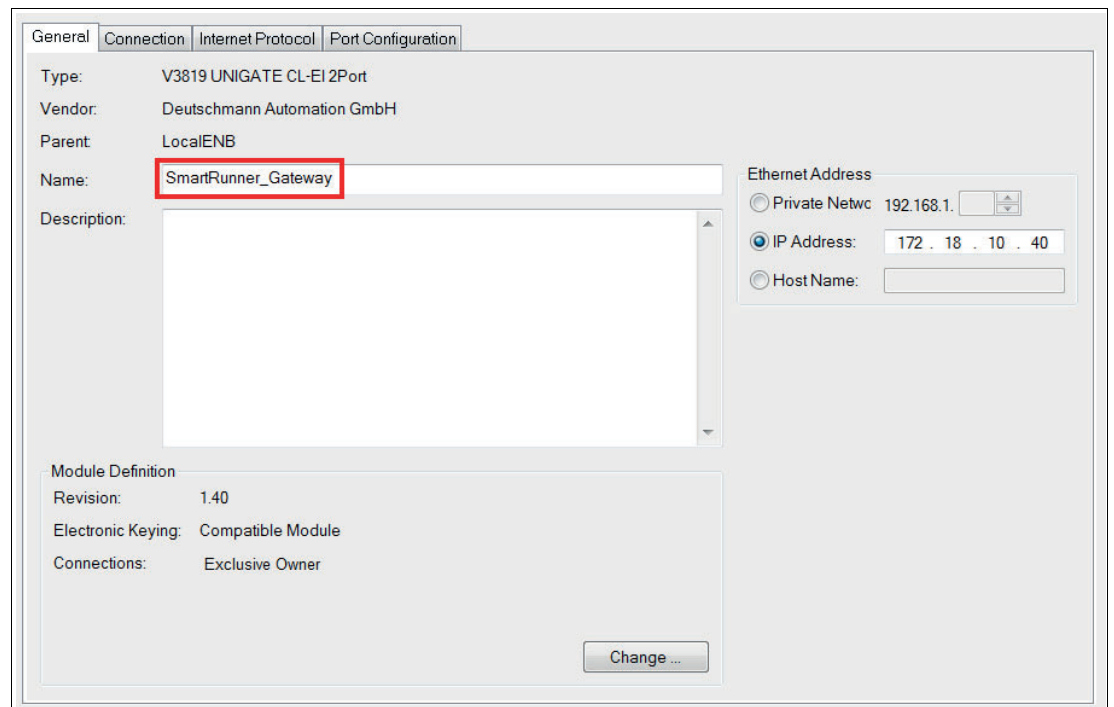 General Connection Internet Protocol Port Configuration
Type: V3819 UNIGATE CL-EI 2Port
Vendor: Deutschmann Automation GmbH
Parent: LocalENB
Name: SmartRunner_Gateway
Description:
Ethernet Address
Private Netwc 192.168.1.
IP Address: 172 . 18 . 10 . 40
Host Name:
Module Definition
Revision: 1.40
Electronic Keying: Compatible Module
Connections: Exclusive Owner
Change ...